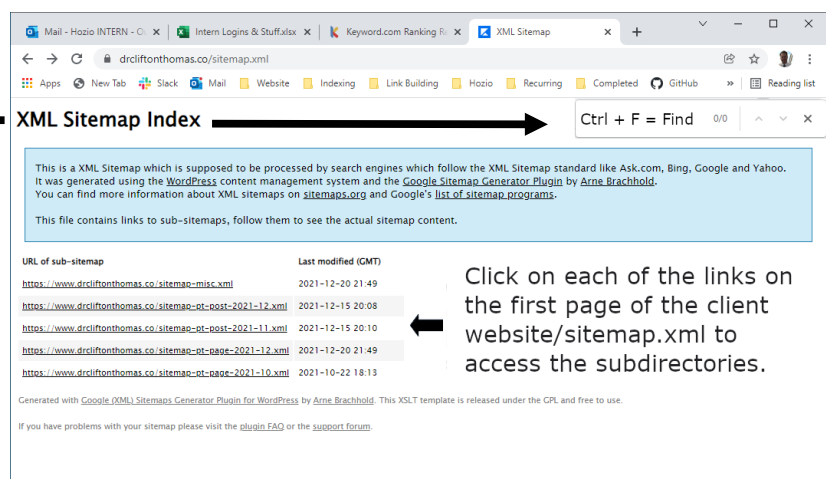 Mail - Hozio INTERN - O
Intern Logins & Stuff.xlsx
Keyword.com Ranking Re
XML Sitemap
drcliftonthomas.co/sitemap.xml
Apps New Tab Slack Mail Website Indexing Link Building Hozio Recurring Completed GitHub » Reading list
XML Sitemap Index
Ctrl + F = Find 0/0
This is a XML Sitemap which is supposed to be processed by search engines which follow the XML Sitemap standard like Ask.com, Bing, Google and Yahoo.
It was generated using the WordPress content management system and the Google Sitemap Generator Plugin by Arne Brachhold.
You can find more information about XML sitemaps on sitemaps.org and Google's list of sitemap programs.
This file contains links to sub-sitemaps, follow them to see the actual sitemap content.
URL of sub-sitemap Last modified (GMT)
https://www.drcliftonthomas.co/sitemap-misc.xml 2021-12-20 21:49
https://www.drcliftonthomas.co/sitemap-pt-post-2021-12.xml 2021-12-15 20:08
https://www.drcliftonthomas.co/sitemap-pt-post-2021-11.xml 2021-12-15 20:10
https://www.drcliftonthomas.co/sitemap-pt-page-2021-12.xml 2021-12-20 21:49
https://www.drcliftonthomas.co/sitemap-pt-page-2021-10.xml 2021-10-22 18:13
Click on each of the links on
the first page of the client
website/sitemap.xml to
access the subdirectories.
Generated with Google (XML) Sitemaps Generator Plugin for WordPress by Arne Brachhold. This XSLT template is released under the GPL and free to use.
If you have problems with your sitemap please visit the plugin FAQ or the support forum.